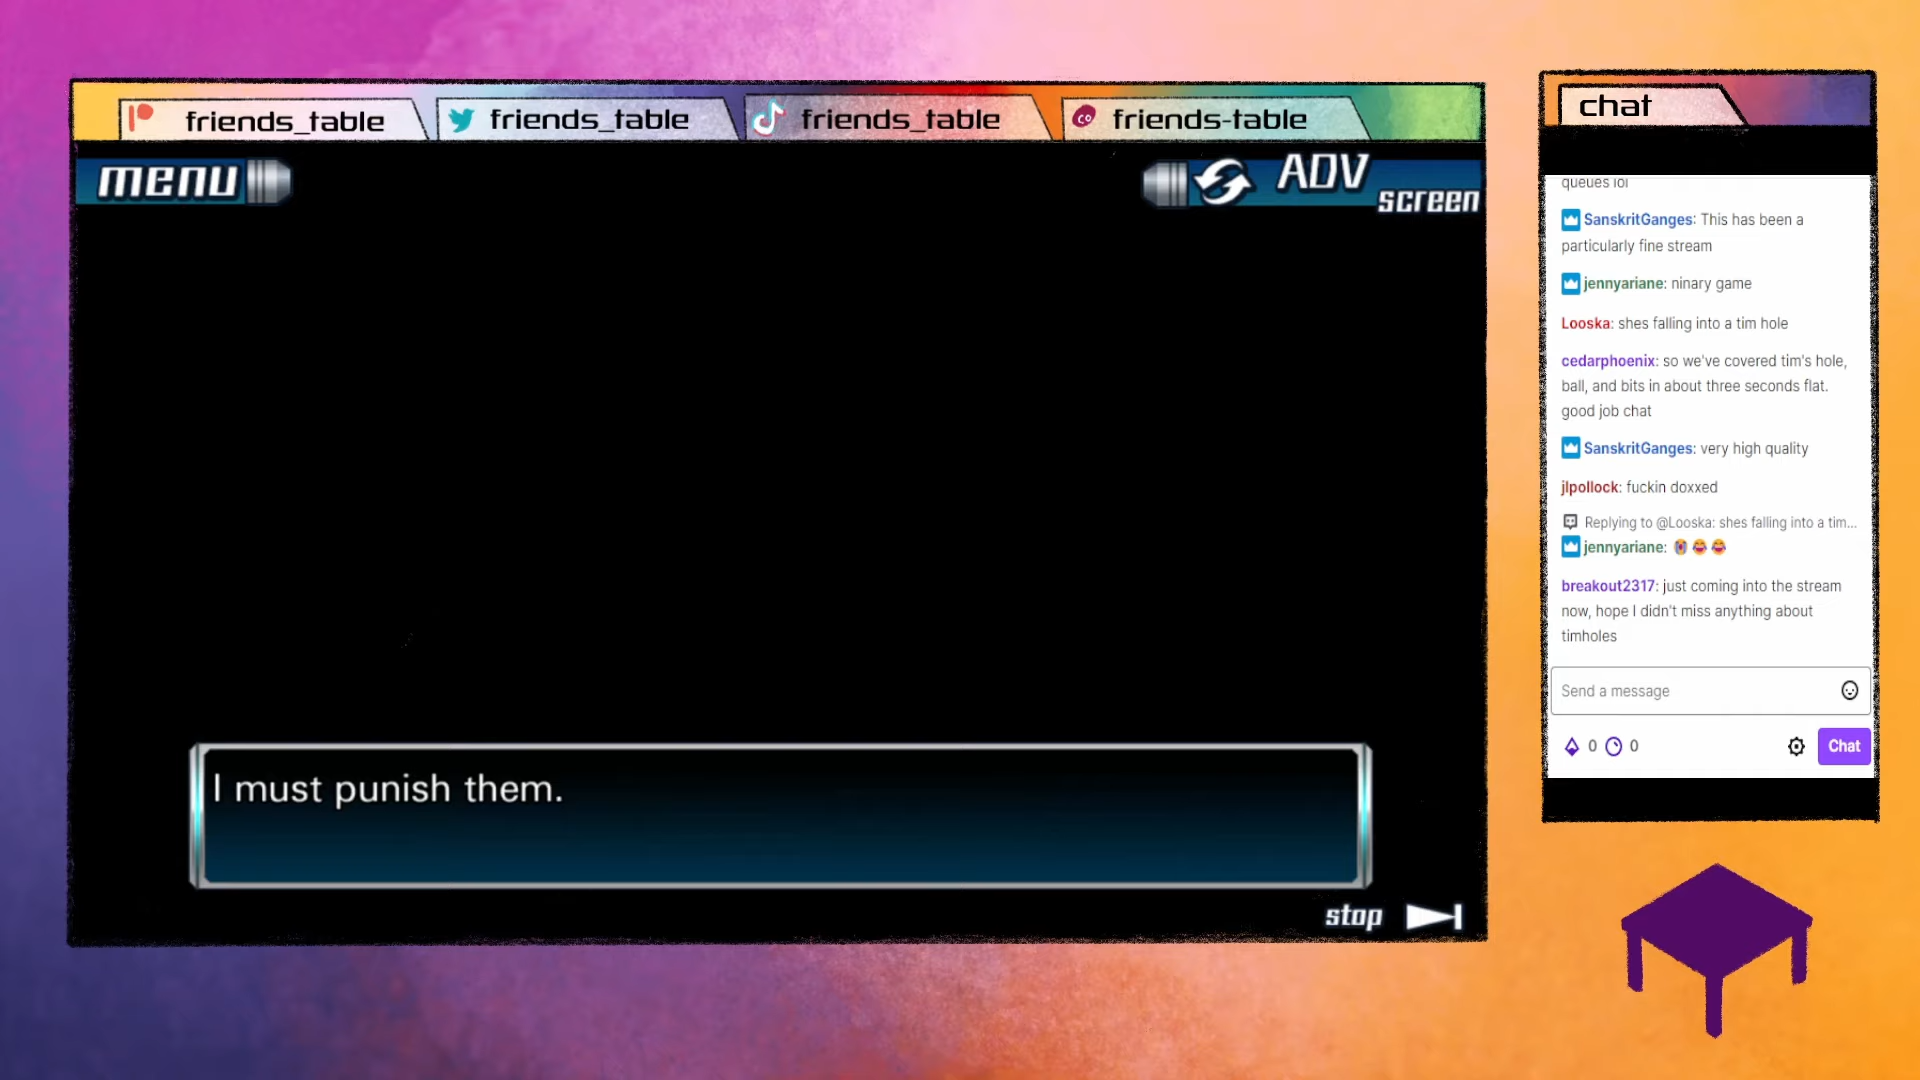 friends_table
friends_table
friends_table
friends-table
menu
ADV
screen
I must punish them.
stop
chat
queues lol
SanskritGanges: This has been a
particularly fine stream
jennyariane: ninary game
Looska: shes falling into a tim hole
cedarphoenix: so we've covered tim's hole,
ball, and bits in about three seconds flat.
good job chat
SanskritGanges: very high quality
jlpollock: fuckin doxxed
Replying to @Looska: shes falling into a tim...
jennyariane:
breakout2317: just coming into the stream
now, hope I didn't miss anything about
timholes
Send a message
0 0
Chat